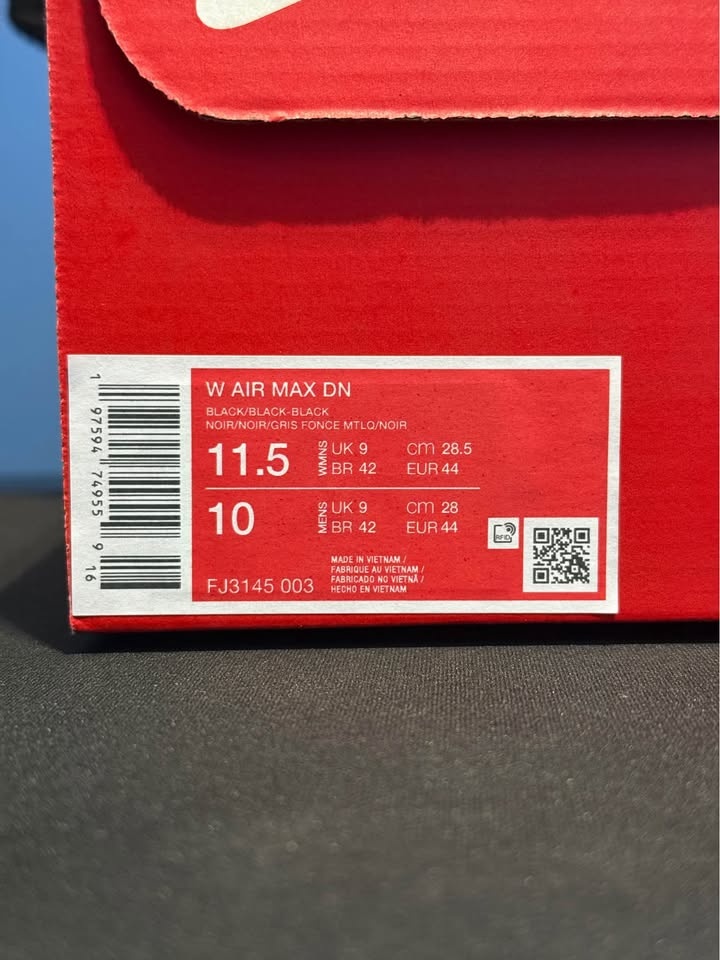 W AIR MAX DN
BLACK/BLACK-BLACK
NOIR/NOIR/GRIS FONCE MTLQ/NOIR
11.5 WMNS UK 9 cm 28.5
BR 42 EUR 44
10 MENS UK 9 cm 28
BR 42 EUR 44
RFID
FJ3145 003
MADE IN VIETNAM /
FABRIQUE AU VIETNAM /
FABRICADO NO VIETNÃ /
HECHO EN VIETNAM
1 97594 74955 9 16